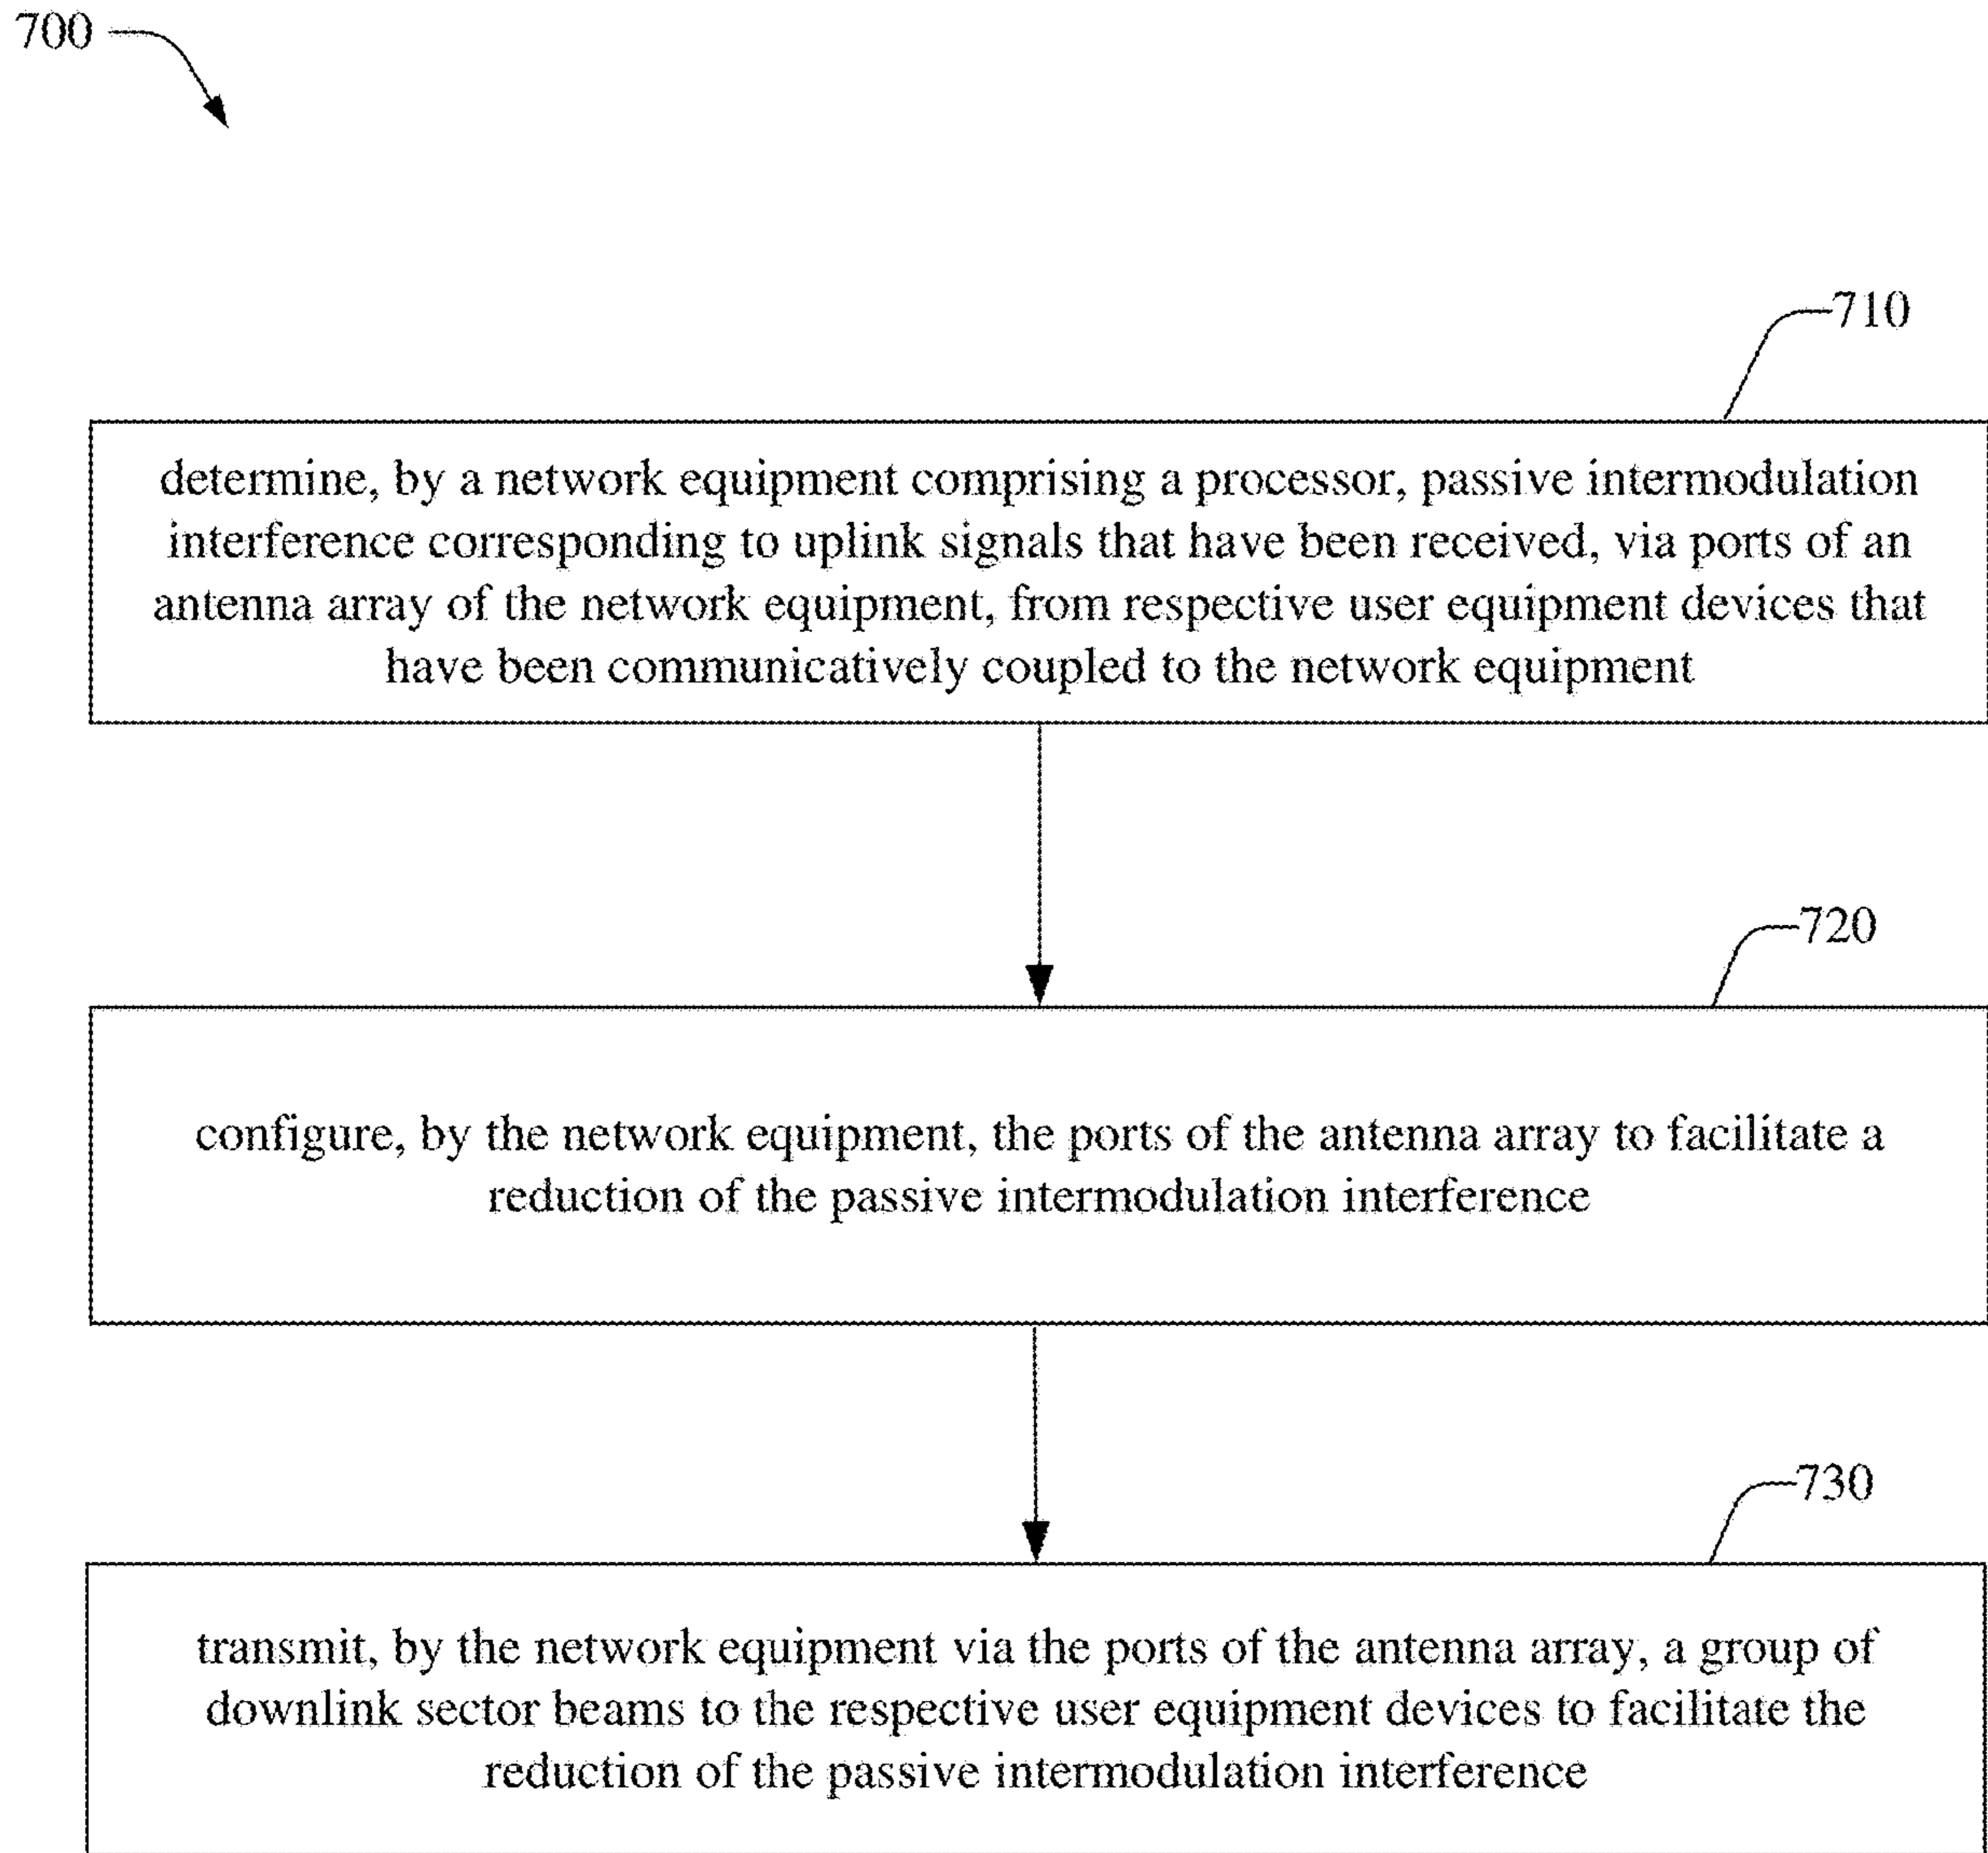 700
710
determine, by a network equipment comprising a processor, passive intermodulation
interference corresponding to uplink signals that have been received, via ports of an
antenna array of the network equipment, from respective user equipment devices that
have been communicatively coupled to the network equipment
720
configure, by the network equipment, the ports of the antenna array to facilitate a
reduction of the passive intermodulation interference
730
transmit, by the network equipment via the ports of the antenna array, a group of
downlink sector beams to the respective user equipment devices to facilitate the
reduction of the passive intermodulation interference